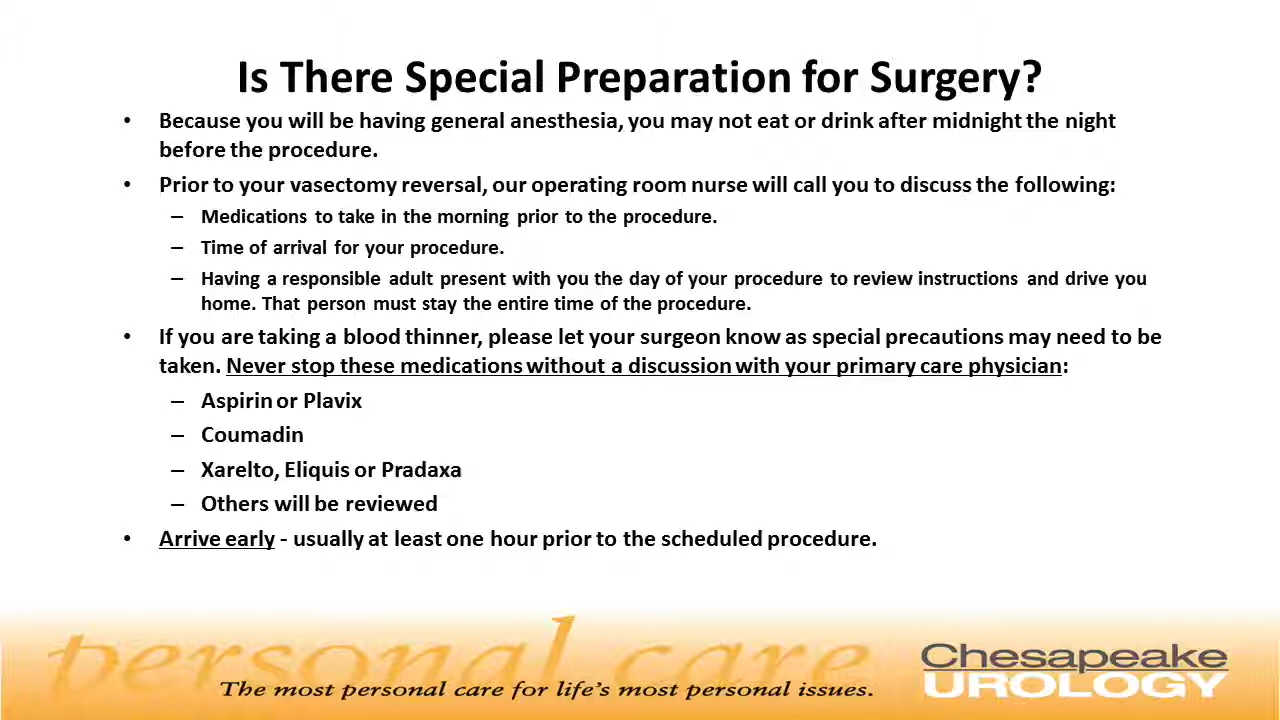 Is There Special Preparation for Surgery?
• Because you will be having general anesthesia, you may not eat or drink after midnight the night
before the procedure.
• Prior to your vasectomy reversal, our operating room nurse will call you to discuss the following:
– Medications to take in the morning prior to the procedure.
– Time of arrival for your procedure.
– Having a responsible adult present with you the day of your procedure to review instructions and drive you
home. That person must stay the entire time of the procedure.
• If you are taking a blood thinner, please let your surgeon know as special precautions may need to be
taken. Never stop these medications without a discussion with your primary care physician:
– Aspirin or Plavix
– Coumadin
– Xarelto, Eliquis or Pradaxa
– Others will be reviewed
• Arrive early - usually at least one hour prior to the scheduled procedure.
personal care
The most personal care for life's most personal issues.
Chesapeake
UROLOGY